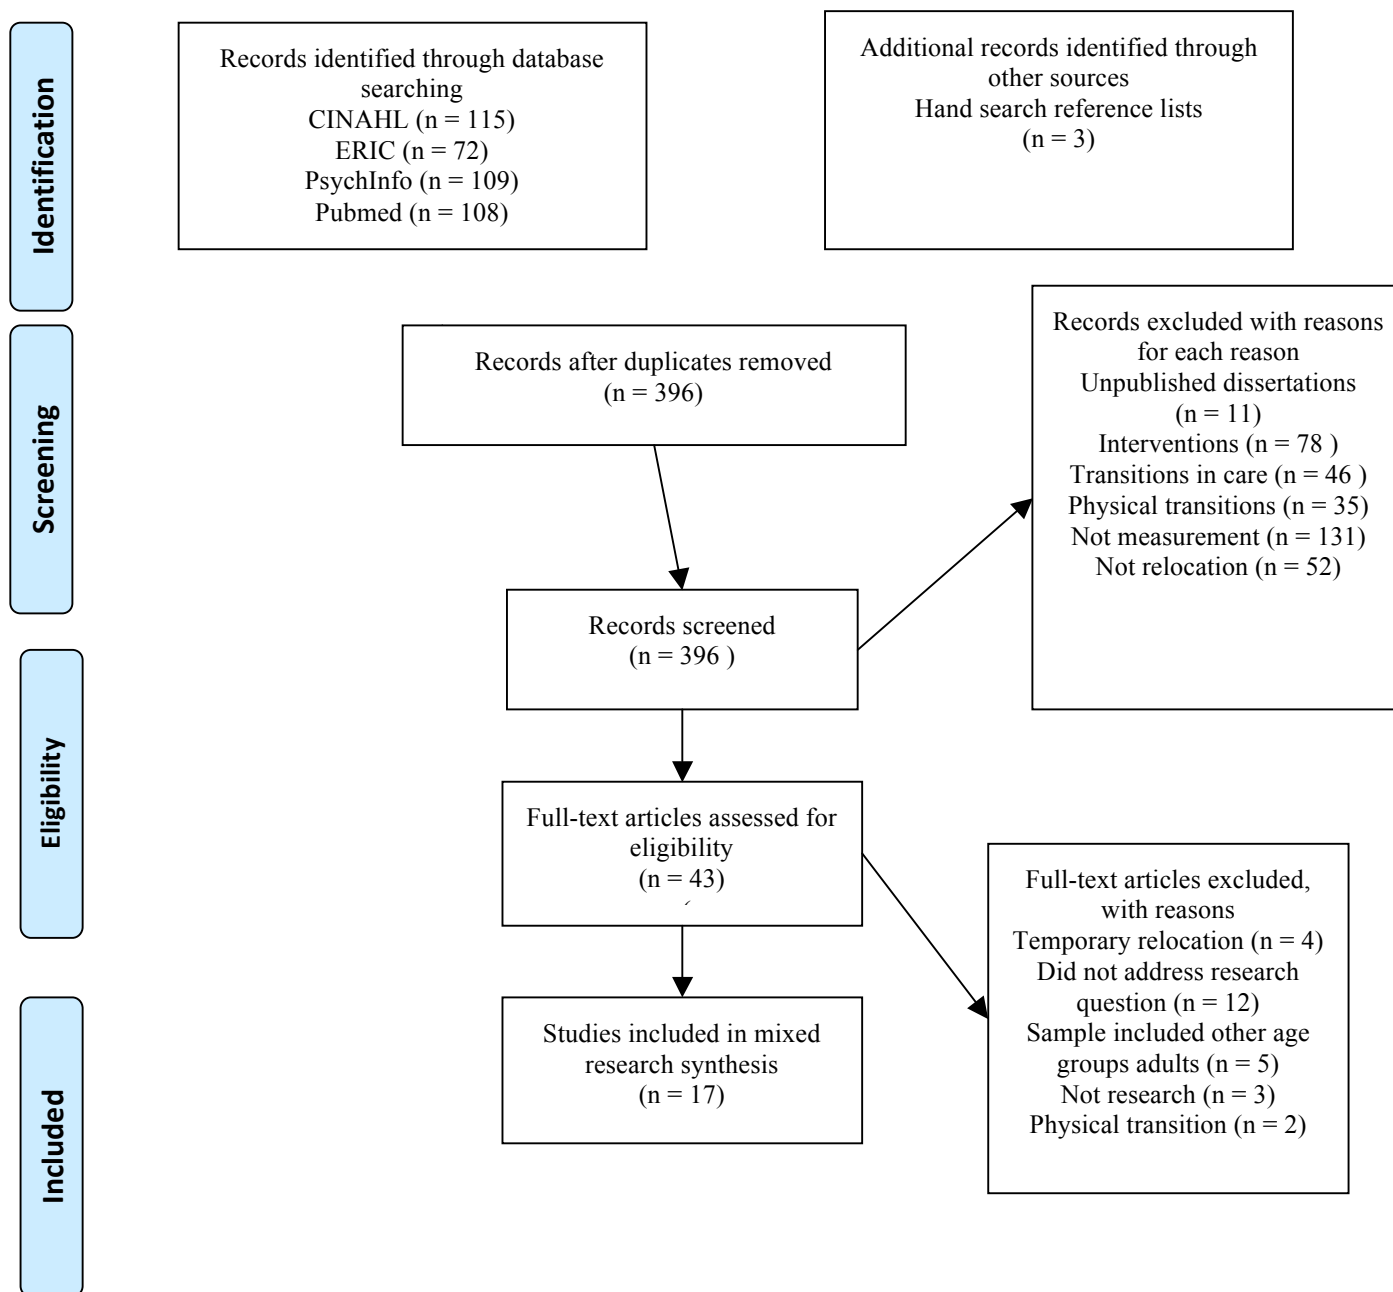 Identification
Records identified through database
searching
CINAHL (n = 115)
ERIC (n = 72)
PsychInfo (n = 109)
Pubmed (n = 108)
Additional records identified through
other sources
Hand search reference lists
(n = 3)
Screening
Records after duplicates removed
(n = 396)
Records excluded with reasons
for each reason
Unpublished dissertations
(n = 11)
Interventions (n = 78 )
Transitions in care (n = 46 )
Physical transitions (n = 35)
Not measurement (n = 131)
Not relocation (n = 52)
Records screened
(n = 396 )
Eligibility
Full-text articles assessed for
eligibility
(n = 43)
Full-text articles excluded,
with reasons
Temporary relocation (n = 4)
Did not address research
question (n = 12)
Sample included other age
groups adults (n = 5)
Not research (n = 3)
Physical transition (n = 2)
Included
Studies included in mixed
research synthesis
(n = 17)